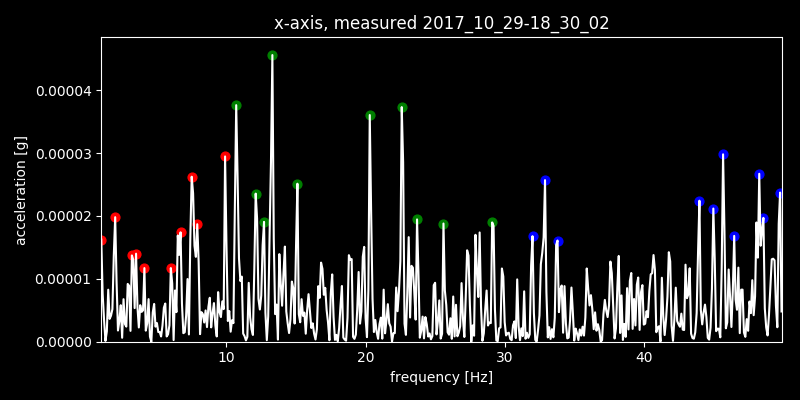 x-axis, measured 2017_10_29-18_30_02
0.00004
0.00003
0.00002
0.00001
0.00000
acceleration [g]
10 20 30 40
frequency [Hz]